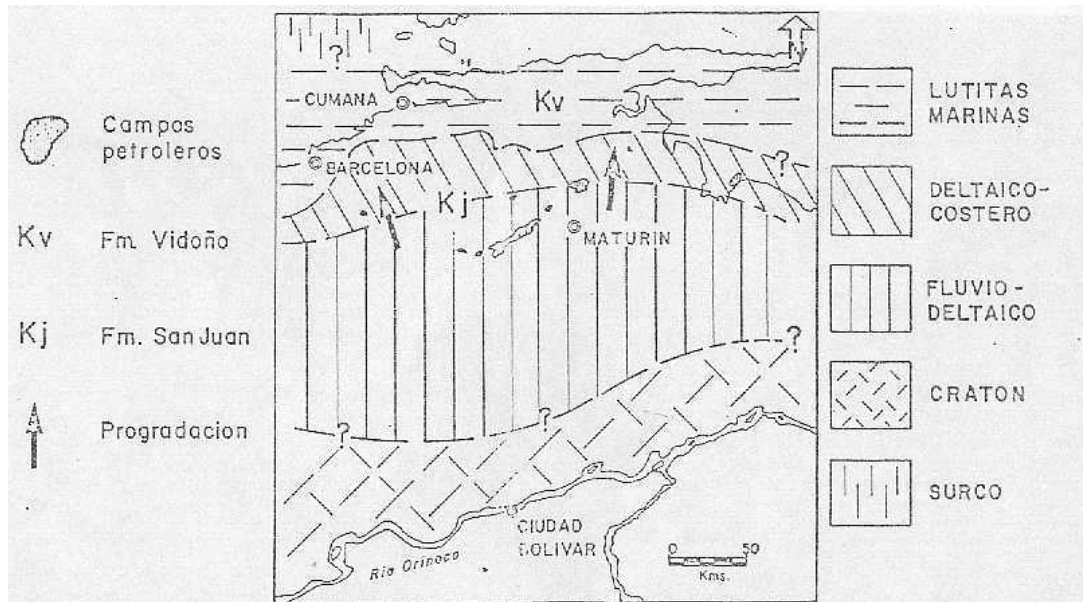 Campos
petroleros
Kv Fm. Vidoño
Kj Fm. San Juan
Progradacion
?
N
CUMANA
Kv
BARCELONA
?
Kj
MATURIN
?
?
?
CIUDAD
BOLIVAR
Rio Orinoco
0 50
Kms.
LUTITAS
MARINAS
DELTAICO-
COSTERO
FLUVIO-
DELTAICO
CRATON
SURCO